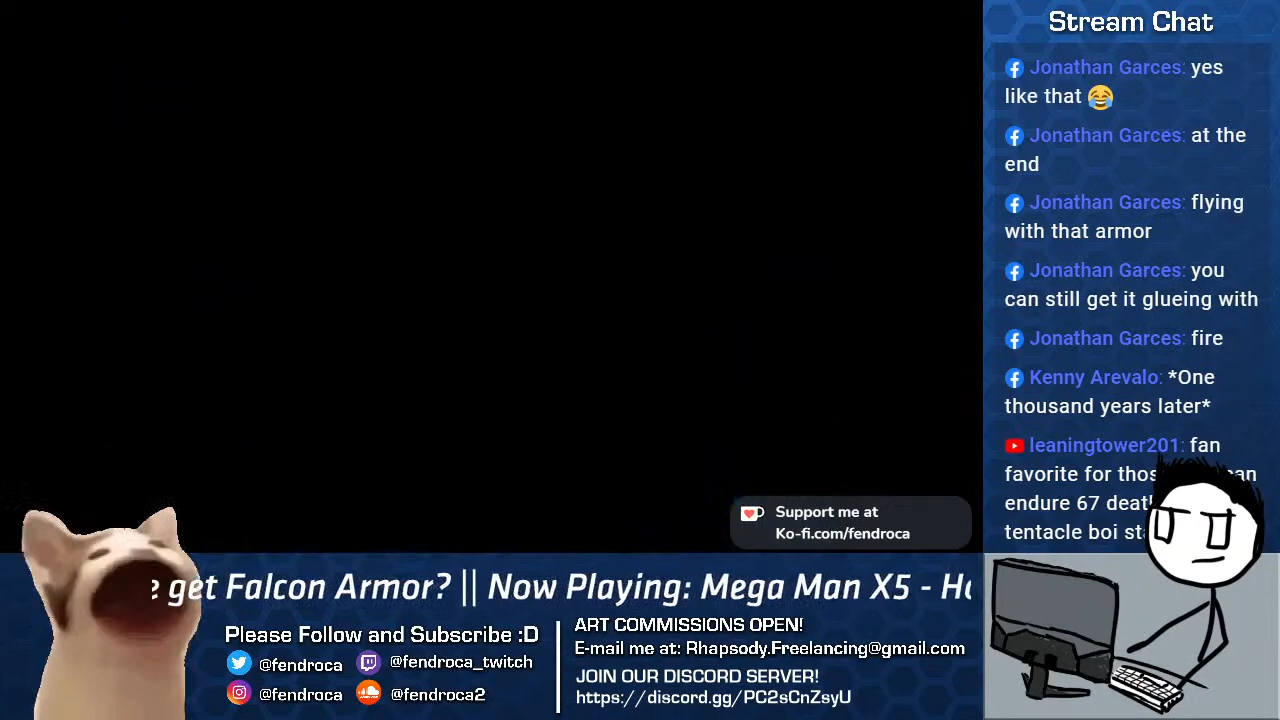 Stream Chat
Jonathan Garces: yes
like that 😂
Jonathan Garces: at the
end
Jonathan Garces: flying
with that armor
Jonathan Garces: you
can still get it glueing with
Jonathan Garces: fire
Kenny Arevalo: *One
thousand years later*
leaningtower201: fan
favorite for
endure 67
tentacle boi
Support me at
Ko-fi.com/fendroca
get Falcon Armor? || Now Playing: Mega Man X5 -
Please Follow and Subscribe :D
@fendroca @fendroca_twitch
@fendroca @fendroca2
ART COMMISSIONS OPEN!
E-mail me at: Rhapsody.Freelancing@gmail.com
JOIN OUR DISCORD SERVER!
https://discord.gg/PC2sCnZsyU